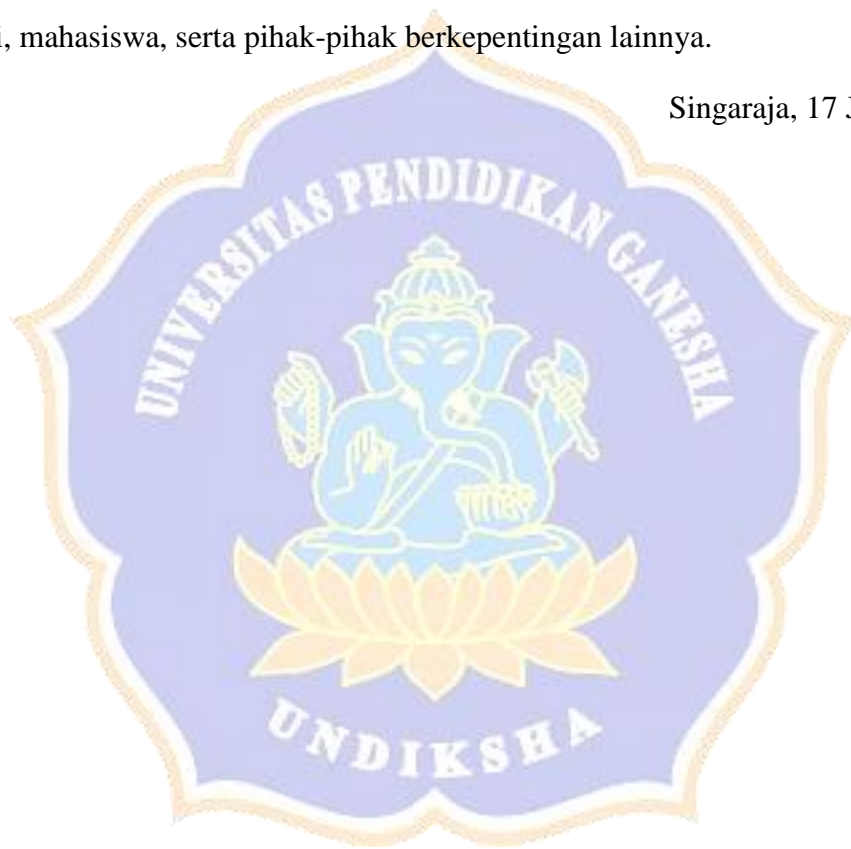 i, mahasiswa, serta pihak-pihak berkepentingan lainnya.
Singaraja, 17 J
UNIVERSITAS PENDIDIKAN GANESHA
UNDIKSHA